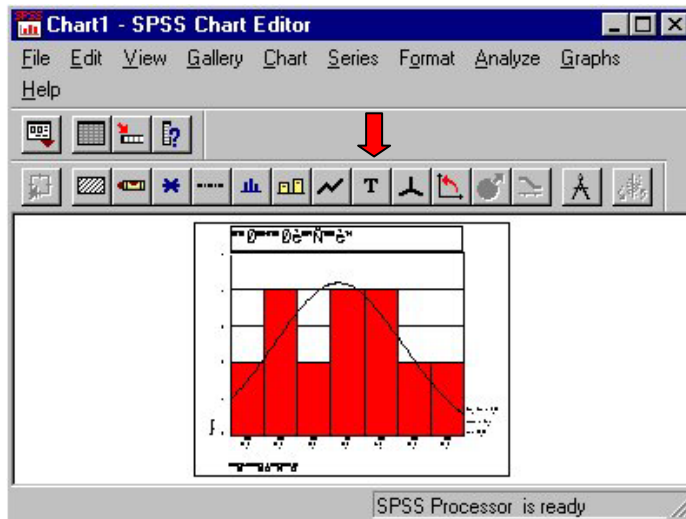 SPSS
Chart1 - SPSS Chart Editor
File Edit View Gallery Chart Series Format Analyze Graphs
Help
T
SPSS Processor is ready